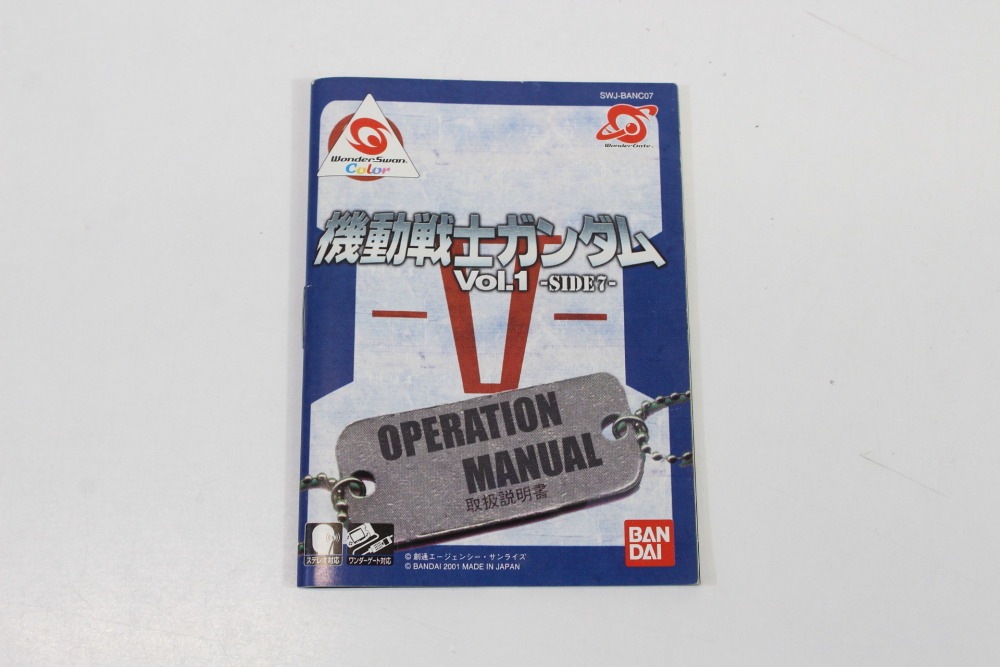 SWJ-BANC07
WonderSwan
Color
WonderGate
機動戦士ガンダム
Vol.1 -SIDE7-
OPERATION
MANUAL
取扱説明書
ステレオ対応
ワンダーゲート対応
© 創通エージェンシー・サンライズ
© BANDAI 2001 MADE IN JAPAN
BAN
DAI